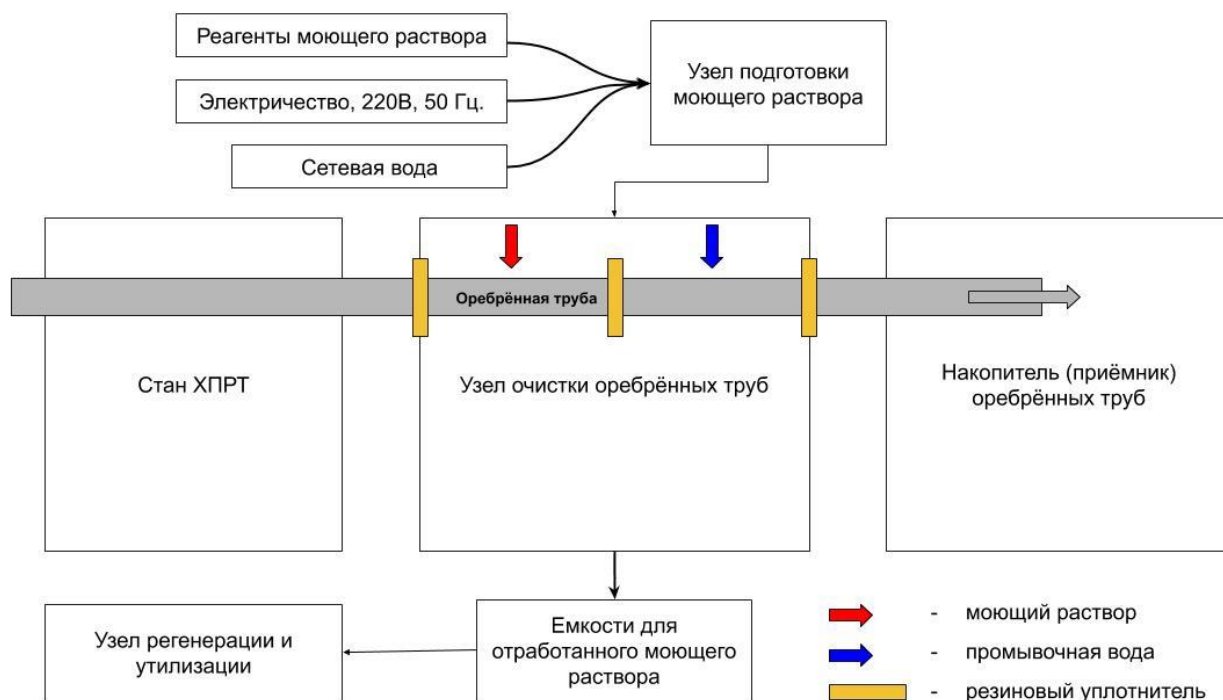 Реагенты моющего раствора
Электричество, 220В, 50 Гц.
Сетевая вода
Узел подготовки
моющего раствора
Оребрённая труба
Стан ХПРТ
Узел очистки оребрённых труб
Накопитель (приёмник)
оребрённых труб
Узел регенерации и
утилизации
Емкости для
отработанного моющего
раствора
- моющий раствор
- промывочная вода
- резиновый уплотнитель